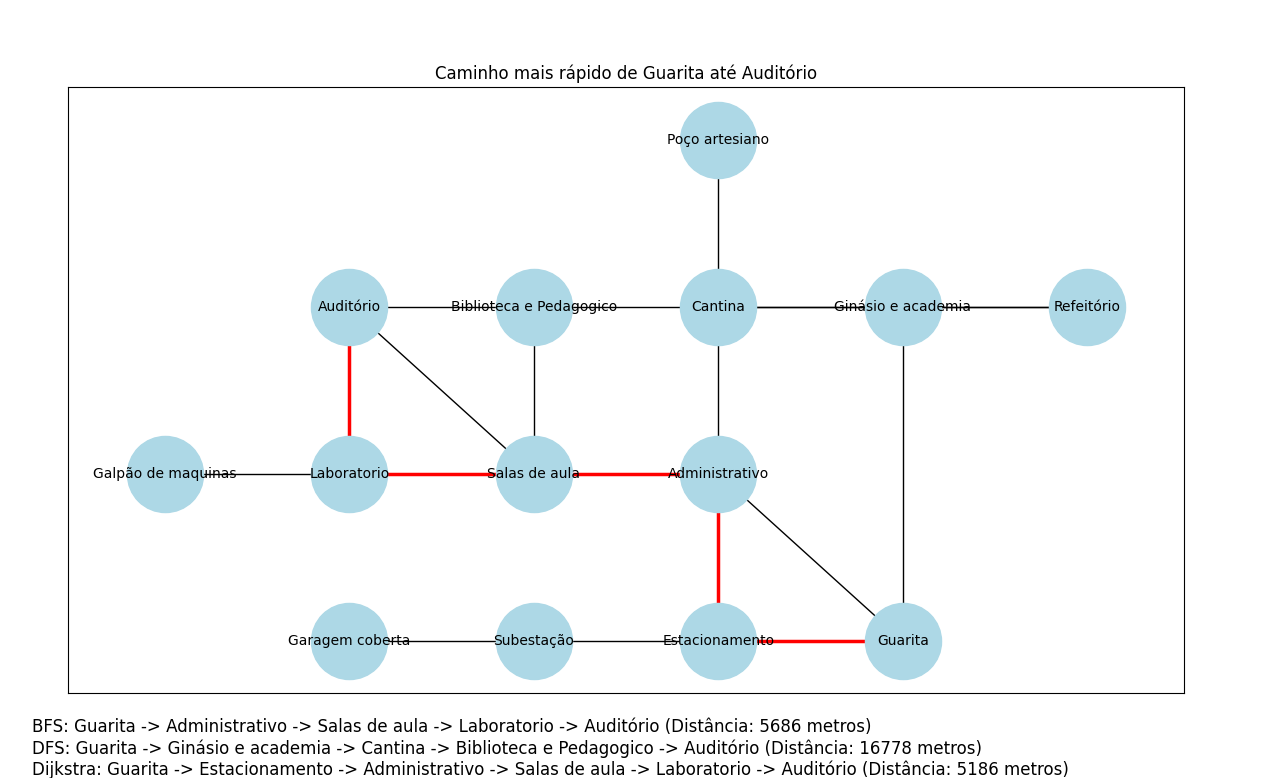 Caminho mais rápido de Guarita até Auditório
Poço artesiano
Auditório
Biblioteca e Pedagogico
Cantina
Ginásio e academia
Refeitório
Galpão de maquinas
Laboratorio
Salas de aula
Administrativo
Garagem coberta
Subestação
Estacionamento
Guarita
BFS: Guarita -> Administrativo -> Salas de aula -> Laboratorio -> Auditório (Distância: 5686 metros)
DFS: Guarita -> Ginásio e academia -> Cantina -> Biblioteca e Pedagogico -> Auditório (Distância: 16778 metros)
Dijkstra: Guarita -> Estacionamento -> Administrativo -> Salas de aula -> Laboratorio -> Auditório (Distância: 5186 metros)